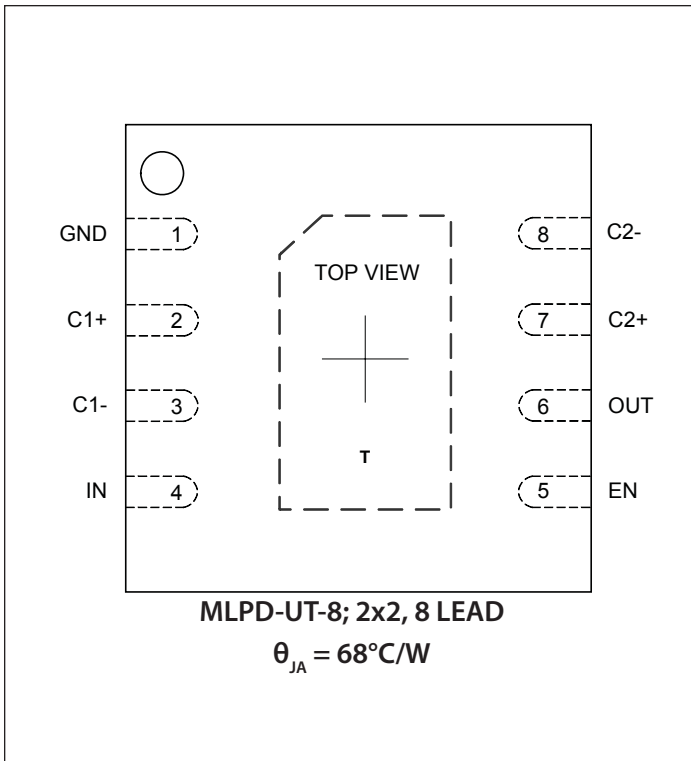 TOP VIEW
GND 1 8 C2-
C1+ 2 7 C2+
C1- 3 6 OUT
T
IN 4 5 EN
MLPD-UT-8; 2x2, 8 LEAD
θJA = 68°C/W